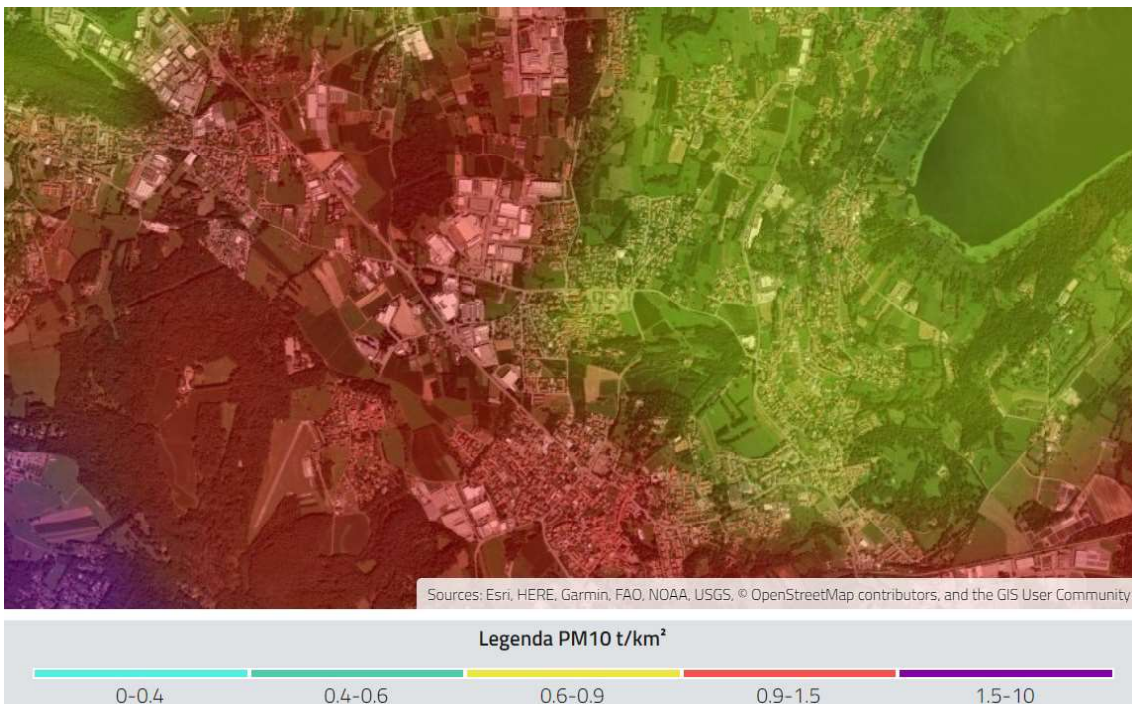 Sources: Esri, HERE, Garmin, FAO, NOAA, USGS, © OpenStreetMap contributors, and the GIS User Community
Legenda PM10 t/km²
0-0.4 0.4-0.6 0.6-0.9 0.9-1.5 1.5-10